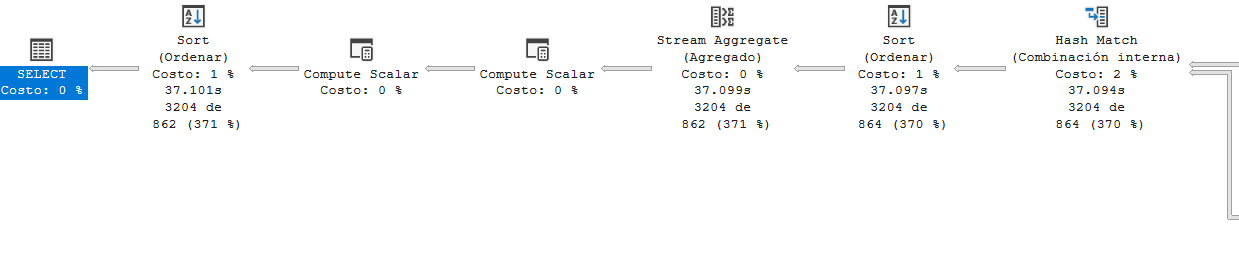 SELECT
Costo: 0 %
Sort
(Ordenar)
Costo: 1 %
37.101s
3204 de
862 (371 %)
Compute Scalar
Costo: 0 %
Compute Scalar
Costo: 0 %
Stream Aggregate
(Agregado)
Costo: 0 %
37.099s
3204 de
862 (371 %)
Sort
(Ordenar)
Costo: 1 %
37.097s
3204 de
864 (370 %)
Hash Match
(Combinación interna)
Costo: 2 %
37.094s
3204 de
864 (370 %)